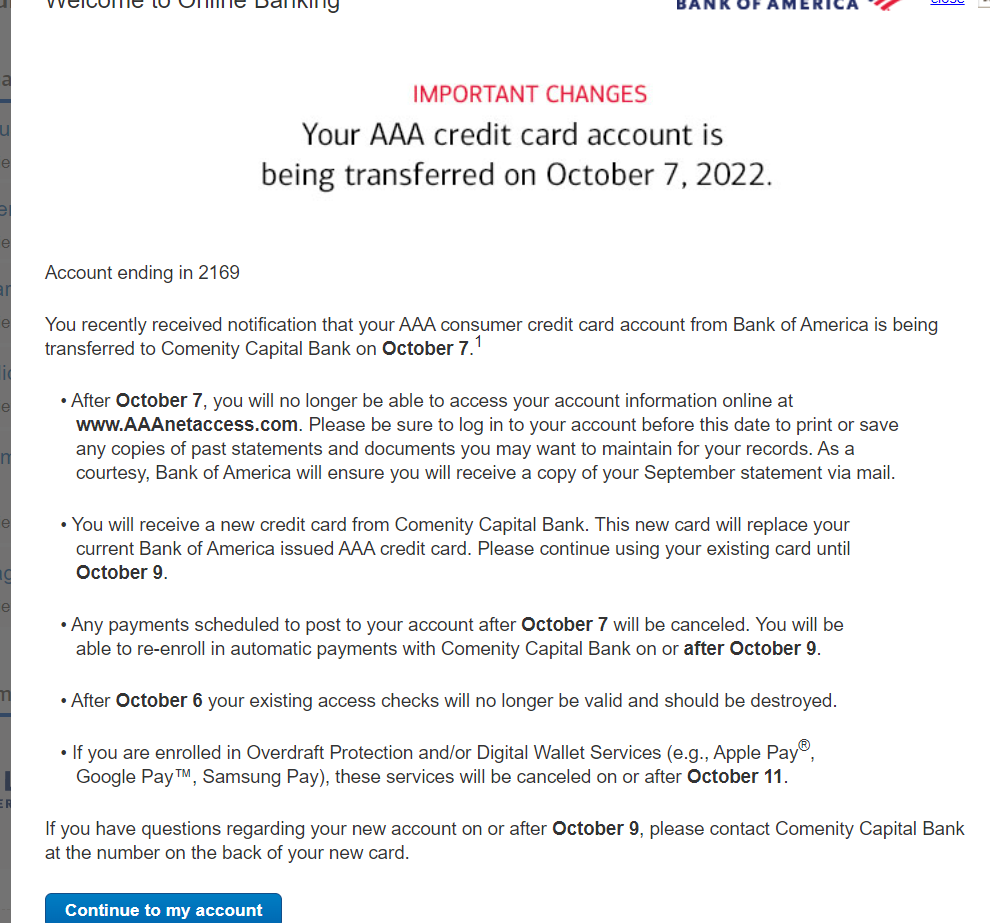 Welcome to Online Banking
BANK OF AMERICA
close
IMPORTANT CHANGES
Your AAA credit card account is
being transferred on October 7, 2022.
Account ending in 2169
You recently received notification that your AAA consumer credit card account from Bank of America is being
transferred to Comenity Capital Bank on October 7.1
• After October 7, you will no longer be able to access your account information online at
www.AAAnetaccess.com. Please be sure to log in to your account before this date to print or save
any copies of past statements and documents you may want to maintain for your records. As a
courtesy, Bank of America will ensure you will receive a copy of your September statement via mail.
• You will receive a new credit card from Comenity Capital Bank. This new card will replace your
current Bank of America issued AAA credit card. Please continue using your existing card until
October 9.
• Any payments scheduled to post to your account after October 7 will be canceled. You will be
able to re-enroll in automatic payments with Comenity Capital Bank on or after October 9.
• After October 6 your existing access checks will no longer be valid and should be destroyed.
• If you are enrolled in Overdraft Protection and/or Digital Wallet Services (e.g., Apple Pay®,
Google Pay™, Samsung Pay), these services will be canceled on or after October 11.
If you have questions regarding your new account on or after October 9, please contact Comenity Capital Bank
at the number on the back of your new card.
Continue to my account